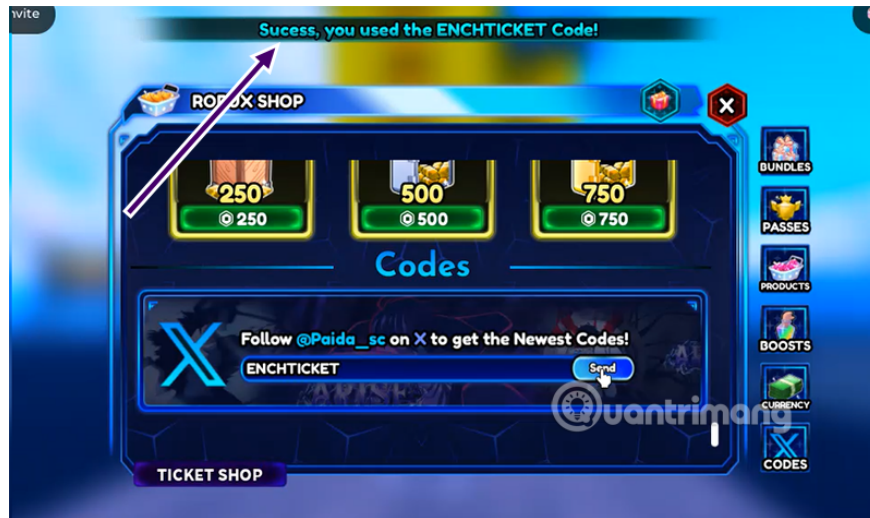 nvite
Sucess, you used the ENCHTICKET Code!
ROBUX SHOP
X
250
500
750
250
500
750
BUNDLES
PASSES
PRODUCTS
BOOSTS
CURRENCY
CODES
Codes
Follow @Paida_sc on X to get the Newest Codes!
ENCHTICKET
Send
Quantrimang
TICKET SHOP